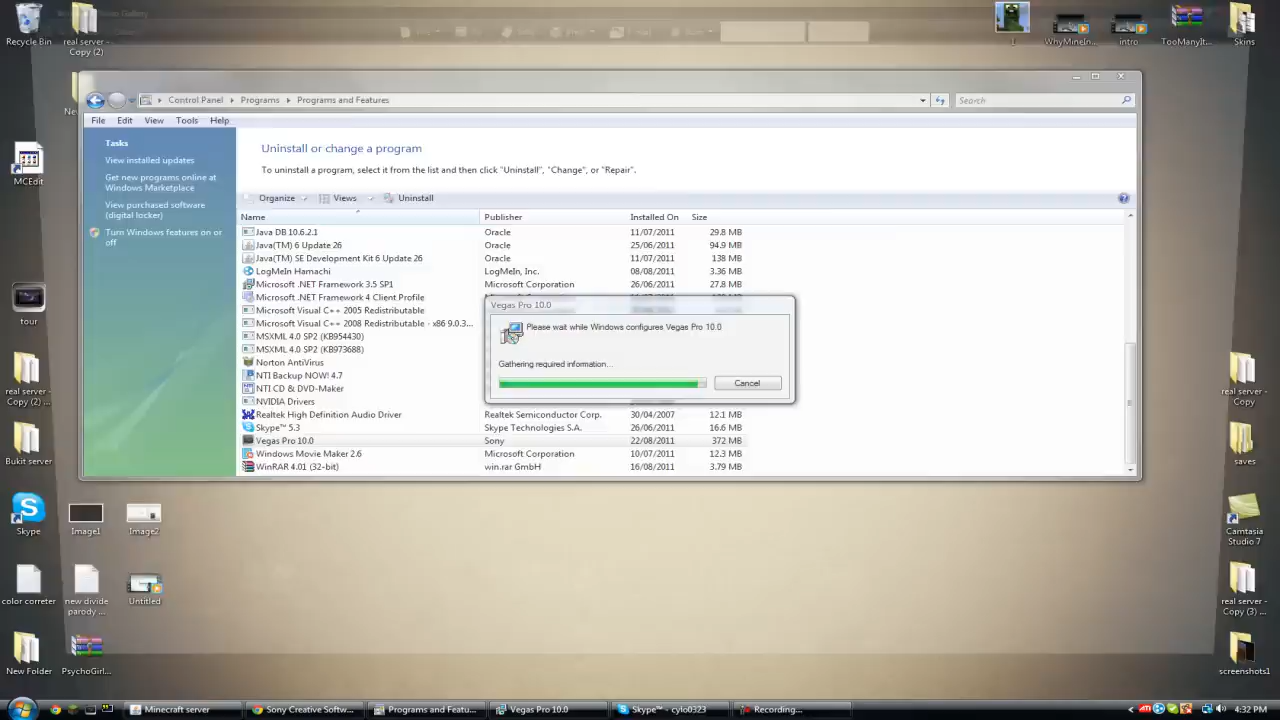 Recycle Bin
real server - Copy (2)
1
WhyMineIn...
intro
TooManyIt...
Skins
Control Panel
Programs
Programs and Features
Search
File Edit View Tools Help
Tasks
View installed updates
Get new programs online at
Windows Marketplace
View purchased software
(digital locker)
Turn Windows features on or
off
Uninstall or change a program
To uninstall a program, select it from the list and then click "Uninstall", "Change", or "Repair".
Organize Views Uninstall
Name Publisher Installed On Size
Java DB 10.6.2.1 Oracle 11/07/2011 29.8 MB
Java(TM) 6 Update 26 Oracle 25/06/2011 94.9 MB
Java(TM) SE Development Kit 6 Update 26 Oracle 11/07/2011 138 MB
LogMeIn Hamachi LogMeIn, Inc. 08/08/2011 3.36 MB
Microsoft .NET Framework 3.5 SP1 Microsoft Corporation 26/06/2011 27.8 MB
Microsoft .NET Framework 4 Client Profile
Microsoft Visual C++ 2005 Redistributable
Microsoft Visual C++ 2008 Redistributable - x86 9.0.3...
MSXML 4.0 SP2 (KB954430)
MSXML 4.0 SP2 (KB973688)
Norton AntiVirus
NTI Backup NOW! 4.7
NTI CD & DVD-Maker
NVIDIA Drivers
Realtek High Definition Audio Driver Realtek Semiconductor Corp. 30/04/2007 12.1 MB
Skype™ 5.3 Skype Technologies S.A. 26/06/2011 16.6 MB
Vegas Pro 10.0 Sony 22/08/2011 372 MB
Windows Movie Maker 2.6 Microsoft Corporation 10/07/2011 12.3 MB
WinRAR 4.01 (32-bit) win.rar GmbH 16/08/2011 3.79 MB
Vegas Pro 10.0
Please wait while Windows configures Vegas Pro 10.0
Gathering required information...
Cancel
MCEdit
tour
real server - Copy (2) ...
Bukit server
Skype
Image1
Image2
color correter
new divide parody ...
Untitled
New Folder
PsychoGirl...
real server - Copy
saves
Camtasia Studio 7
real server - Copy (3) ...
screenshots1
Minecraft server
Sony Creative Softwa...
Programs and Featu...
Vegas Pro 10.0
Skype™ - cylo0323
Recording...
4:32 PM